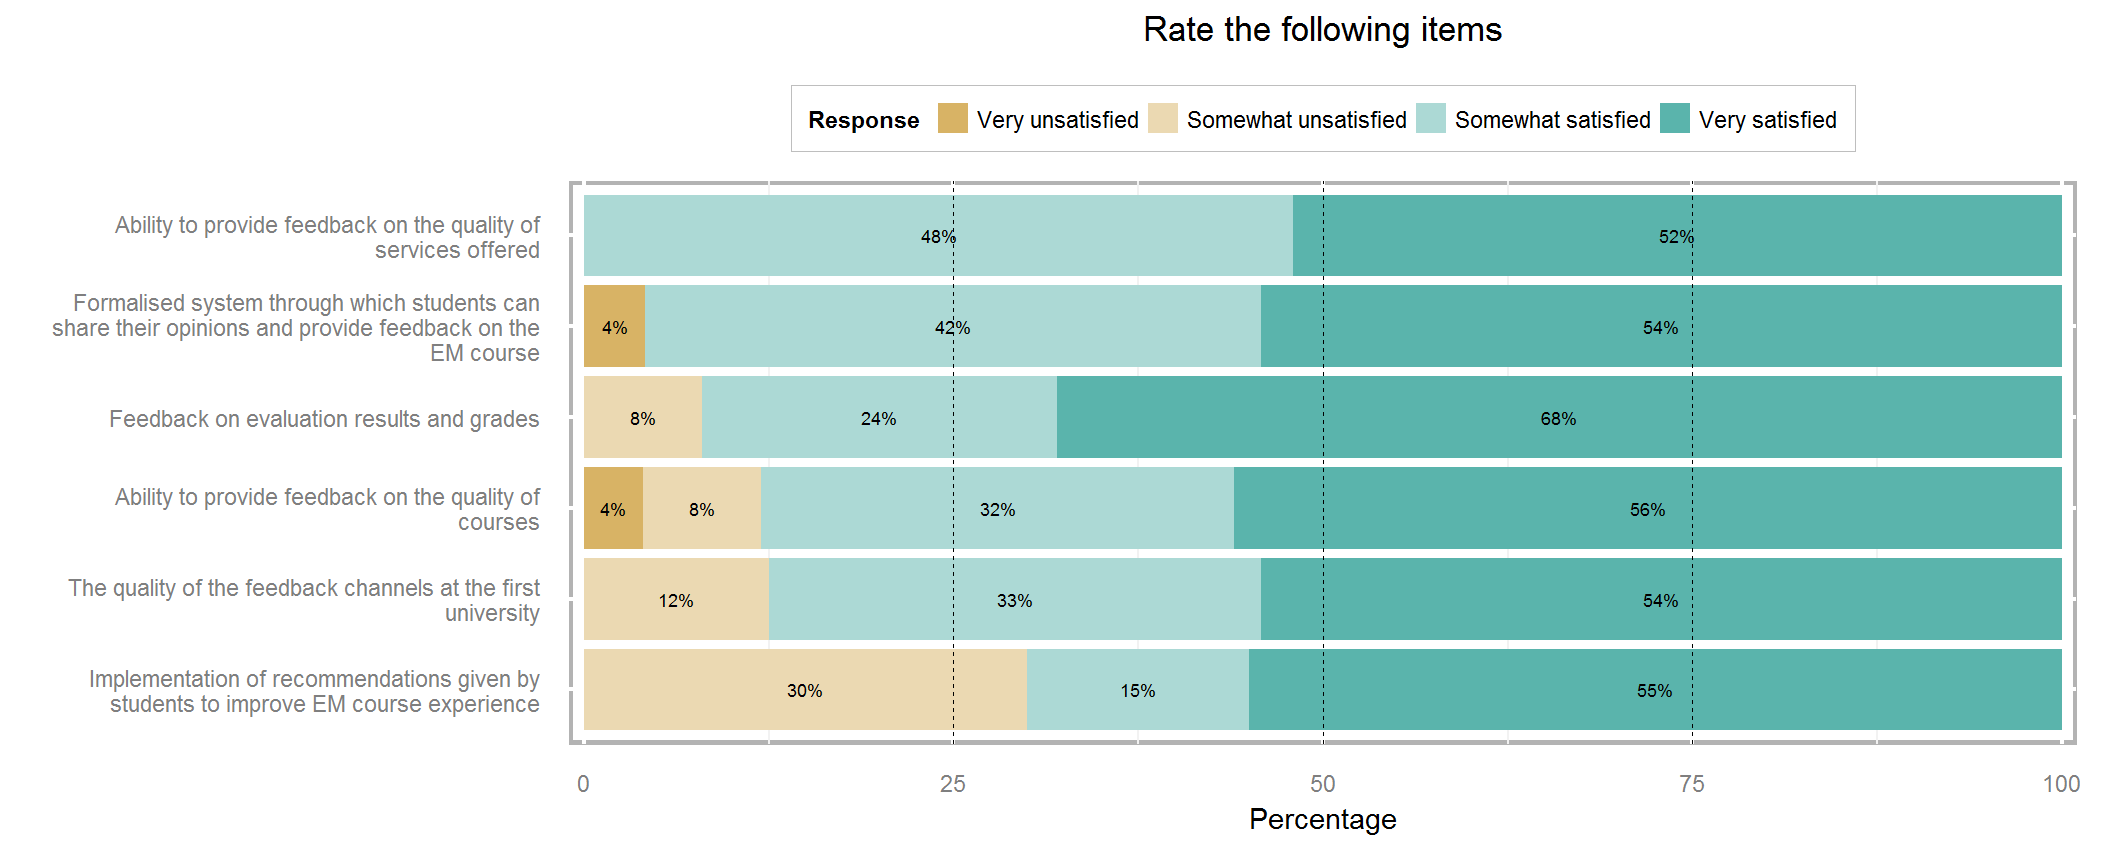 Rate the following items
Response Very unsatisfied Somewhat unsatisfied Somewhat satisfied Very satisfied
Ability to provide feedback on the quality of
services offered
48% 52%
Formalised system through which students can
share their opinions and provide feedback on the
EM course
4% 42% 54%
Feedback on evaluation results and grades
8% 24% 68%
Ability to provide feedback on the quality of
courses
4% 8% 32% 56%
The quality of the feedback channels at the first
university
12% 33% 54%
Implementation of recommendations given by
students to improve EM course experience
30% 15% 55%
0 25 50 75 100
Percentage